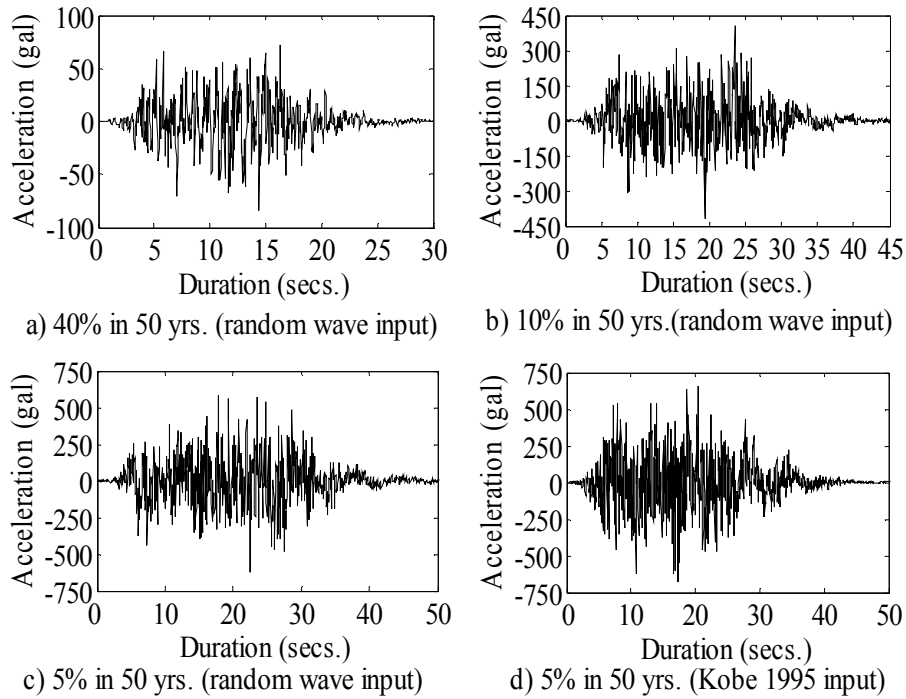 Acceleration (gal)
100
50
0
-50
-100
0 5 10 15 20 25 30
Duration (secs.)
a) 40% in 50 yrs. (random wave input)
Acceleration (gal)
450
300
150
0
-150
-300
-450
0 5 10 15 20 25 30 35 40 45
Duration (secs.)
b) 10% in 50 yrs.(random wave input)
Acceleration (gal)
750
500
250
0
-250
-500
-750
0 10 20 30 40 50
Duration (secs.)
c) 5% in 50 yrs. (random wave input)
Acceleration (gal)
750
500
250
0
-250
-500
-750
0 10 20 30 40 50
Duration (secs.)
d) 5% in 50 yrs. (Kobe 1995 input)